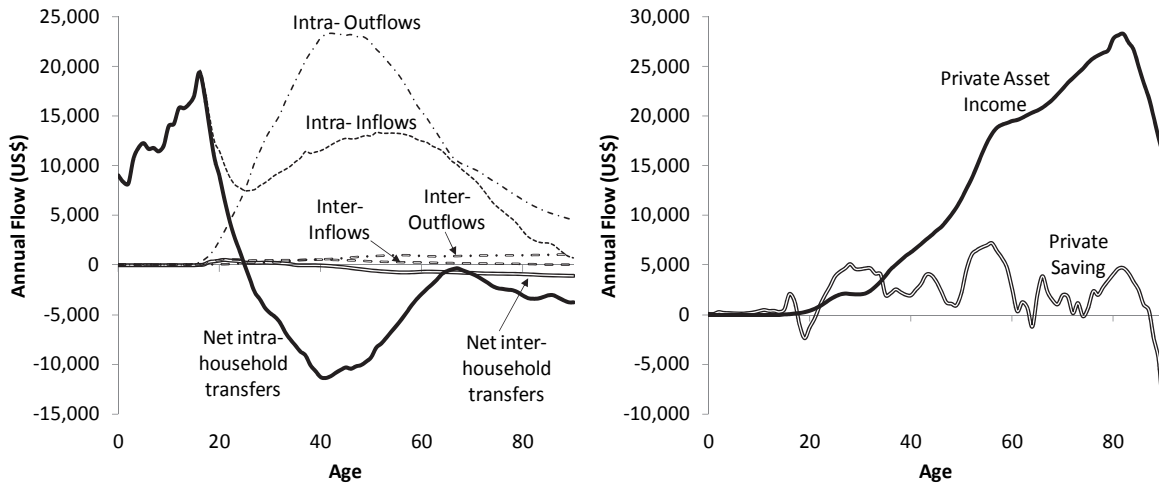 25,000
20,000
15,000
10,000
5,000
0
-5,000
-10,000
-15,000
Annual Flow (US$)
Intra- Outflows
Intra- Inflows
Inter-
Inflows
Inter-
Outflows
Net intra-
household
transfers
Net inter-
household
transfers
0 20 40 60 80
Age
30,000
25,000
20,000
15,000
10,000
5,000
0
-5,000
-10,000
Annual Flow (US$)
Private Asset
Income
Private
Saving
0 20 40 60 80
Age